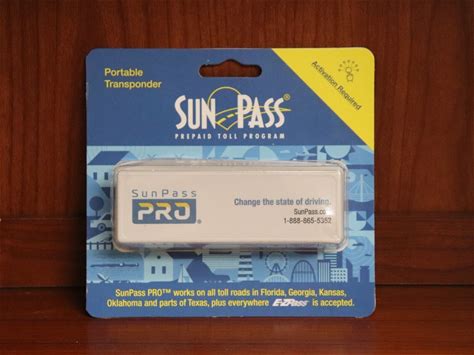 Portable
Transponder
Activation Required
SUNPASS®
PREPAID TOLL PROGRAM
SunPass
PRO®
Change the state of driving.
SunPass.com
1-888-865-5352
SunPass PRO™ works on all toll roads in Florida, Georgia, Kansas,
Oklahoma and parts of Texas, plus everywhere E-ZPass is accepted.